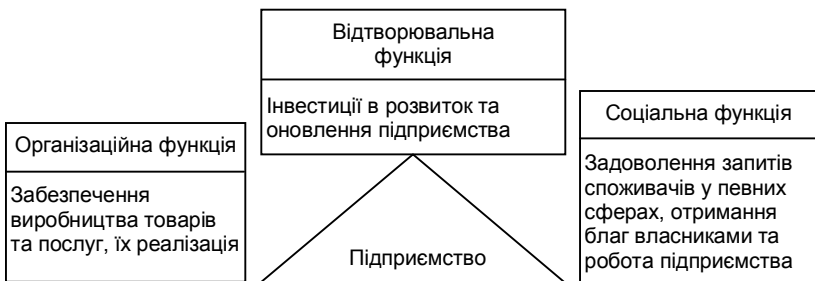 Відтворювальна
функція
Інвестиції в розвиток та
оновлення підприємства
Організаційна функція
Забезпечення
виробництва товарів
та послуг, їх реалізація
Соціальна функція
Задоволення запитів
споживачів у певних
сферах, отримання
благ власниками та
робота підприємства
Підприємство